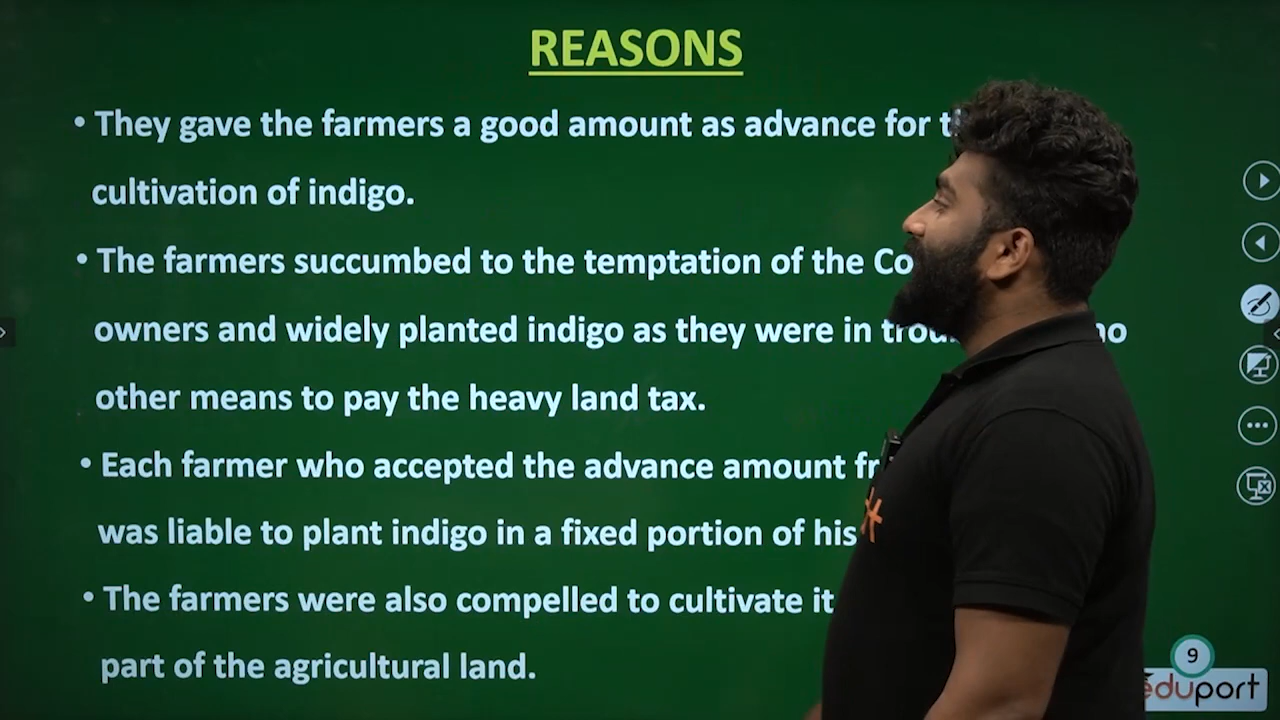 REASONS
• They gave the farmers a good amount as advance for
cultivation of indigo.
• The farmers succumbed to the temptation of the
owners and widely planted indigo as they were in
other means to pay the heavy land tax.
• Each farmer who accepted the advance amount
was liable to plant indigo in a fixed portion of his
• The farmers were also compelled to cultivate it
part of the agricultural land.
9
eduport